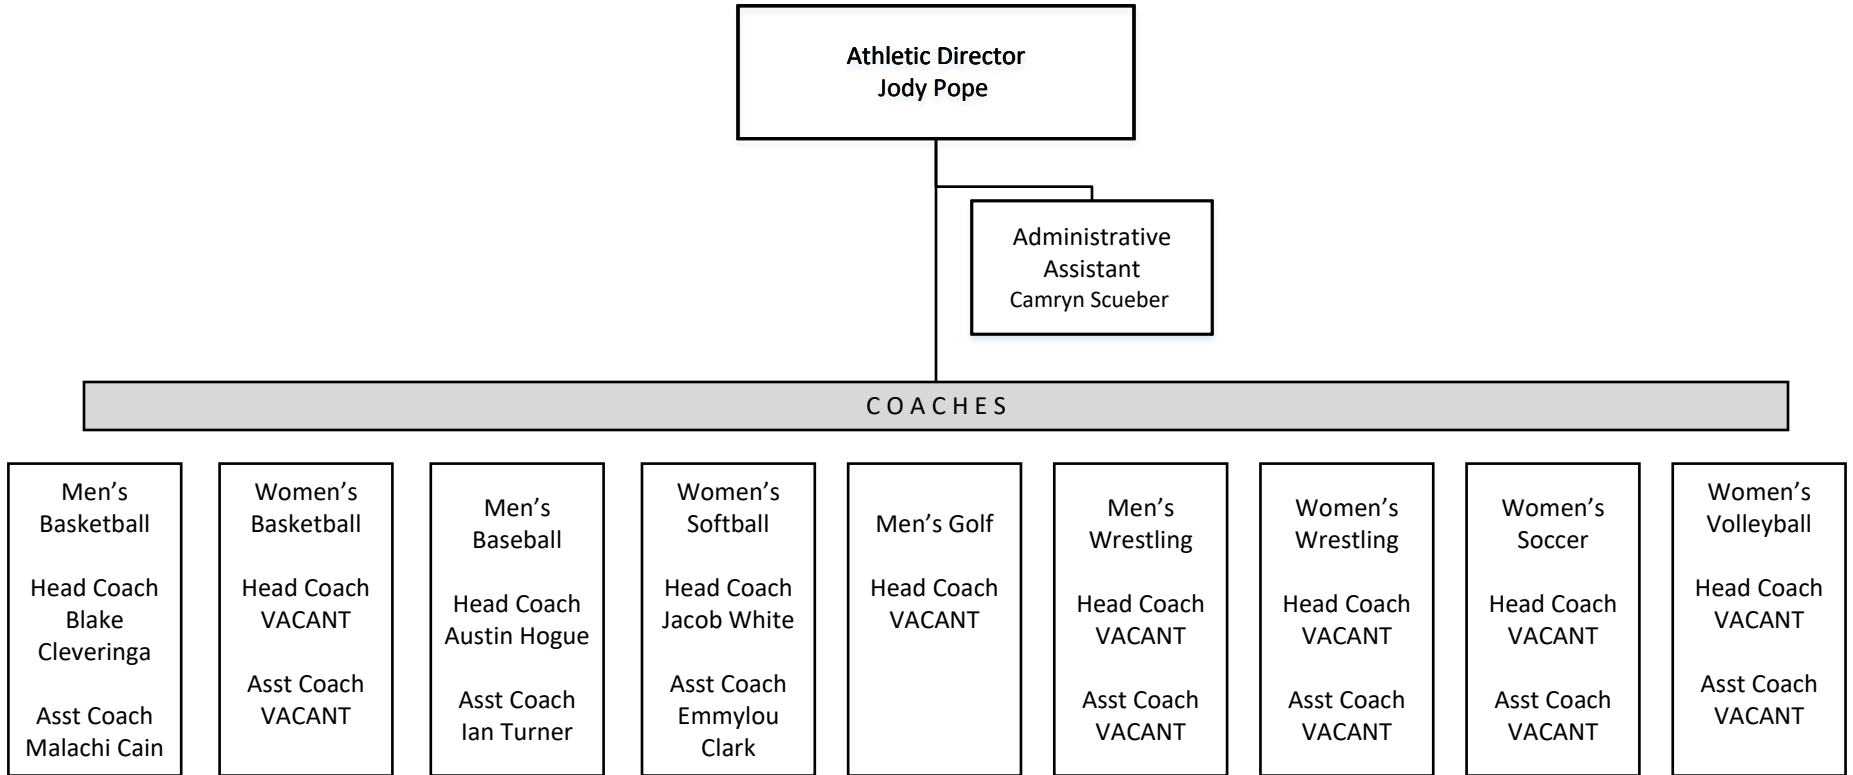 Athletic Director
Jody Pope
Administrative
Assistant
Camryn Scueber
COACHES
Men’s
Basketball
Head Coach
Blake
Cleveringa
Asst Coach
Malachi Cain
Women’s
Basketball
Head Coach
VACANT
Asst Coach
VACANT
Men’s
Baseball
Head Coach
Austin Hogue
Asst Coach
Ian Turner
Women’s
Softball
Head Coach
Jacob White
Asst Coach
Emmylou
Clark
Men’s Golf
Head Coach
VACANT
Men’s
Wrestling
Head Coach
VACANT
Asst Coach
VACANT
Women’s
Wrestling
Head Coach
VACANT
Asst Coach
VACANT
Women’s
Soccer
Head Coach
VACANT
Asst Coach
VACANT
Women’s
Volleyball
Head Coach
VACANT
Asst Coach
VACANT